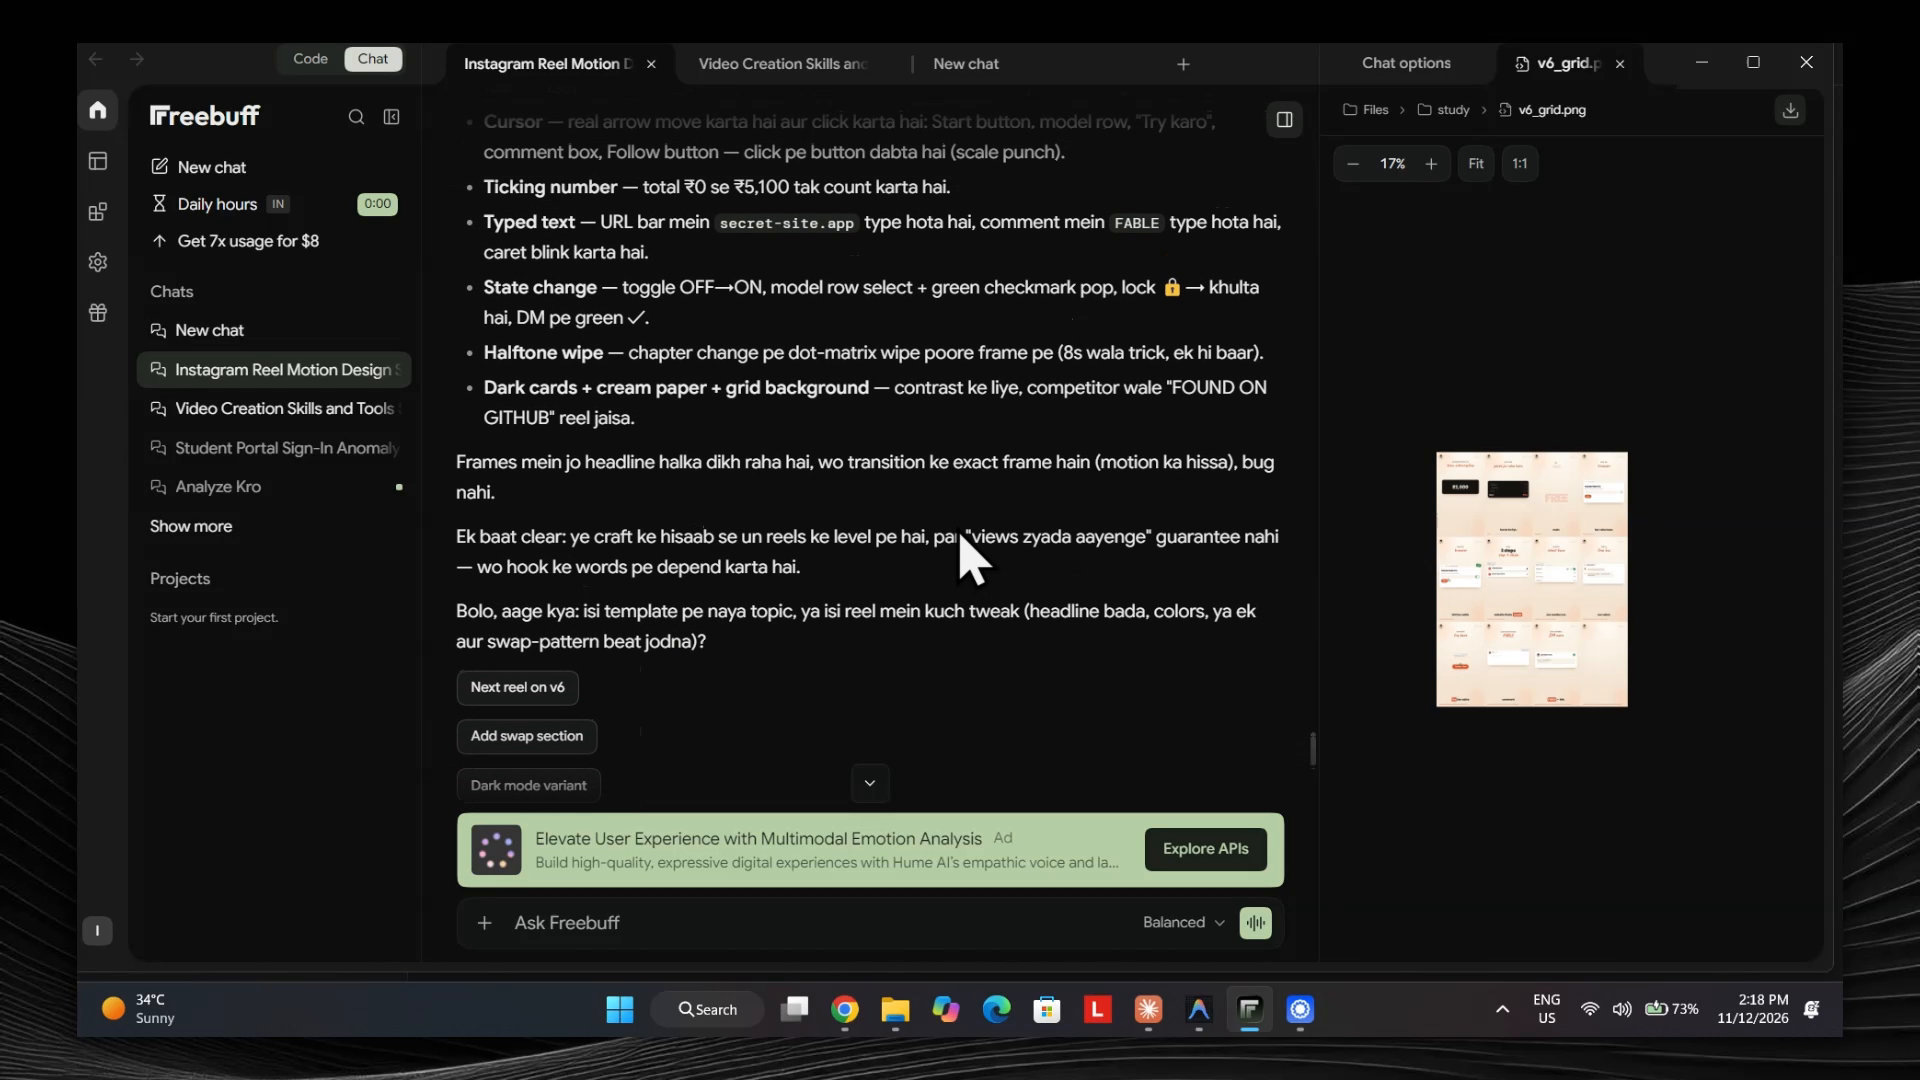 Code
Chat
Instagram Reel Motion D
Video Creation Skills and
New chat
Chat options
v6_grid.p
Freebuff
New chat
Daily hours IN 0:00
Get 7x usage for $8
Chats
New chat
Instagram Reel Motion Design S
Video Creation Skills and Tools
Student Portal Sign-In Anomaly
Analyze Kro
Show more
Projects
Start your first project.
I
• Cursor — real arrow move karta hai aur click karta hai: Start button, model row, "Try karo",
comment box, Follow button — click pe button dabta hai (scale punch).
• Ticking number — total ₹0 se ₹5,100 tak count karta hai.
• Typed text — URL bar mein secret-site.app type hota hai, comment mein FABLE type hota hai,
caret blink karta hai.
• State change — toggle OFF→ON, model row select + green checkmark pop, lock 🔒 → khulta
hai, DM pe green ✓.
• Halftone wipe — chapter change pe dot-matrix wipe poore frame pe (8s wala trick, ek hi baar).
• Dark cards + cream paper + grid background — contrast ke liye, competitor wale "FOUND ON
GITHUB" reel jaisa.
Frames mein jo headline halka dikh raha hai, wo transition ke exact frame hain (motion ka hissa), bug
nahi.
Ek baat clear: ye craft ke hisaab se un reels ke level pe hai, par "views zyada aayenge" guarantee nahi
— wo hook ke words pe depend karta hai.
Bolo, aage kya: isi template pe naya topic, ya isi reel mein kuch tweak (headline bada, colors, ya ek
aur swap-pattern beat jodna)?
Next reel on v6
Add swap section
Dark mode variant
Elevate User Experience with Multimodal Emotion Analysis Ad
Build high-quality, expressive digital experiences with Hume AI's empathic voice and la...
Explore APIs
Ask Freebuff
Balanced
Files > study > v6_grid.png
17%
Fit
1:1
FREE
34°C
Sunny
Search
L
ENG
US
73%
2:18 PM
11/12/2026